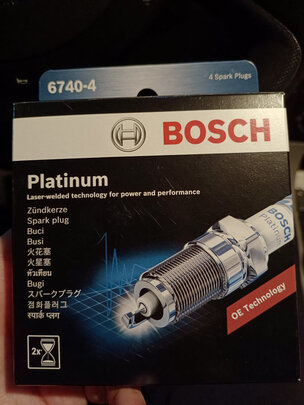 6740-4
4 Spark Plugs
BOSCH
Platinum
Laser-welded technology for power and performance
Zündkerze
Spark plug
Buci
Busi
火花塞
火星塞
หัวเทียน
Bugi
スパークプラグ
점화플러그
स्पार्क प्लग
BOSCH
Platinum
OE Technology
2x